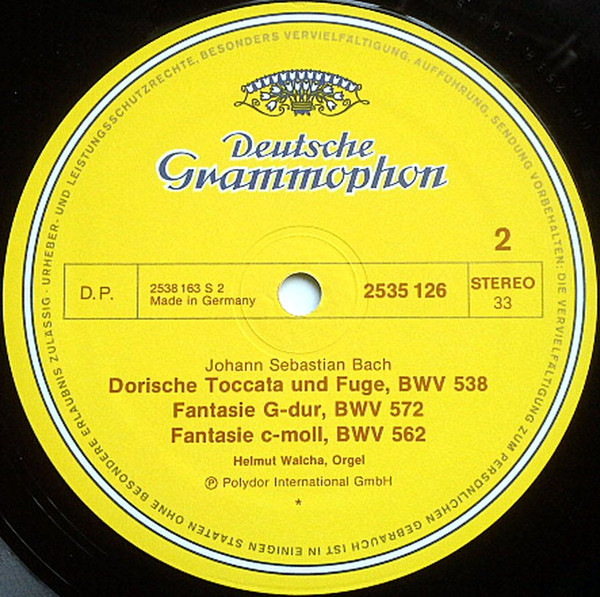 URHEBER- UND LEISTUNGSSCHUTZRECHTE, BESONDERS VERVIELFÄLTIGUNG, AUFFÜHRUNG, SENDUNG VORBEHALTEN; DIE VERVIELFÄLTIGUNG ZUM PERSÖNLICHEN GEBRAUCH IST IN EINIGEN STAATEN OHNE BESONDERE ERLAUBNIS ZULÄSSIG ·
Deutsche
Grammophon
2
D.P.
2538 163 S 2
Made in Germany
2535 126
STEREO
33
Johann Sebastian Bach
Dorische Toccata und Fuge, BWV 538
Fantasie G-dur, BWV 572
Fantasie c-moll, BWV 562
Helmut Walcha, Orgel
Ⓟ Polydor International GmbH
*